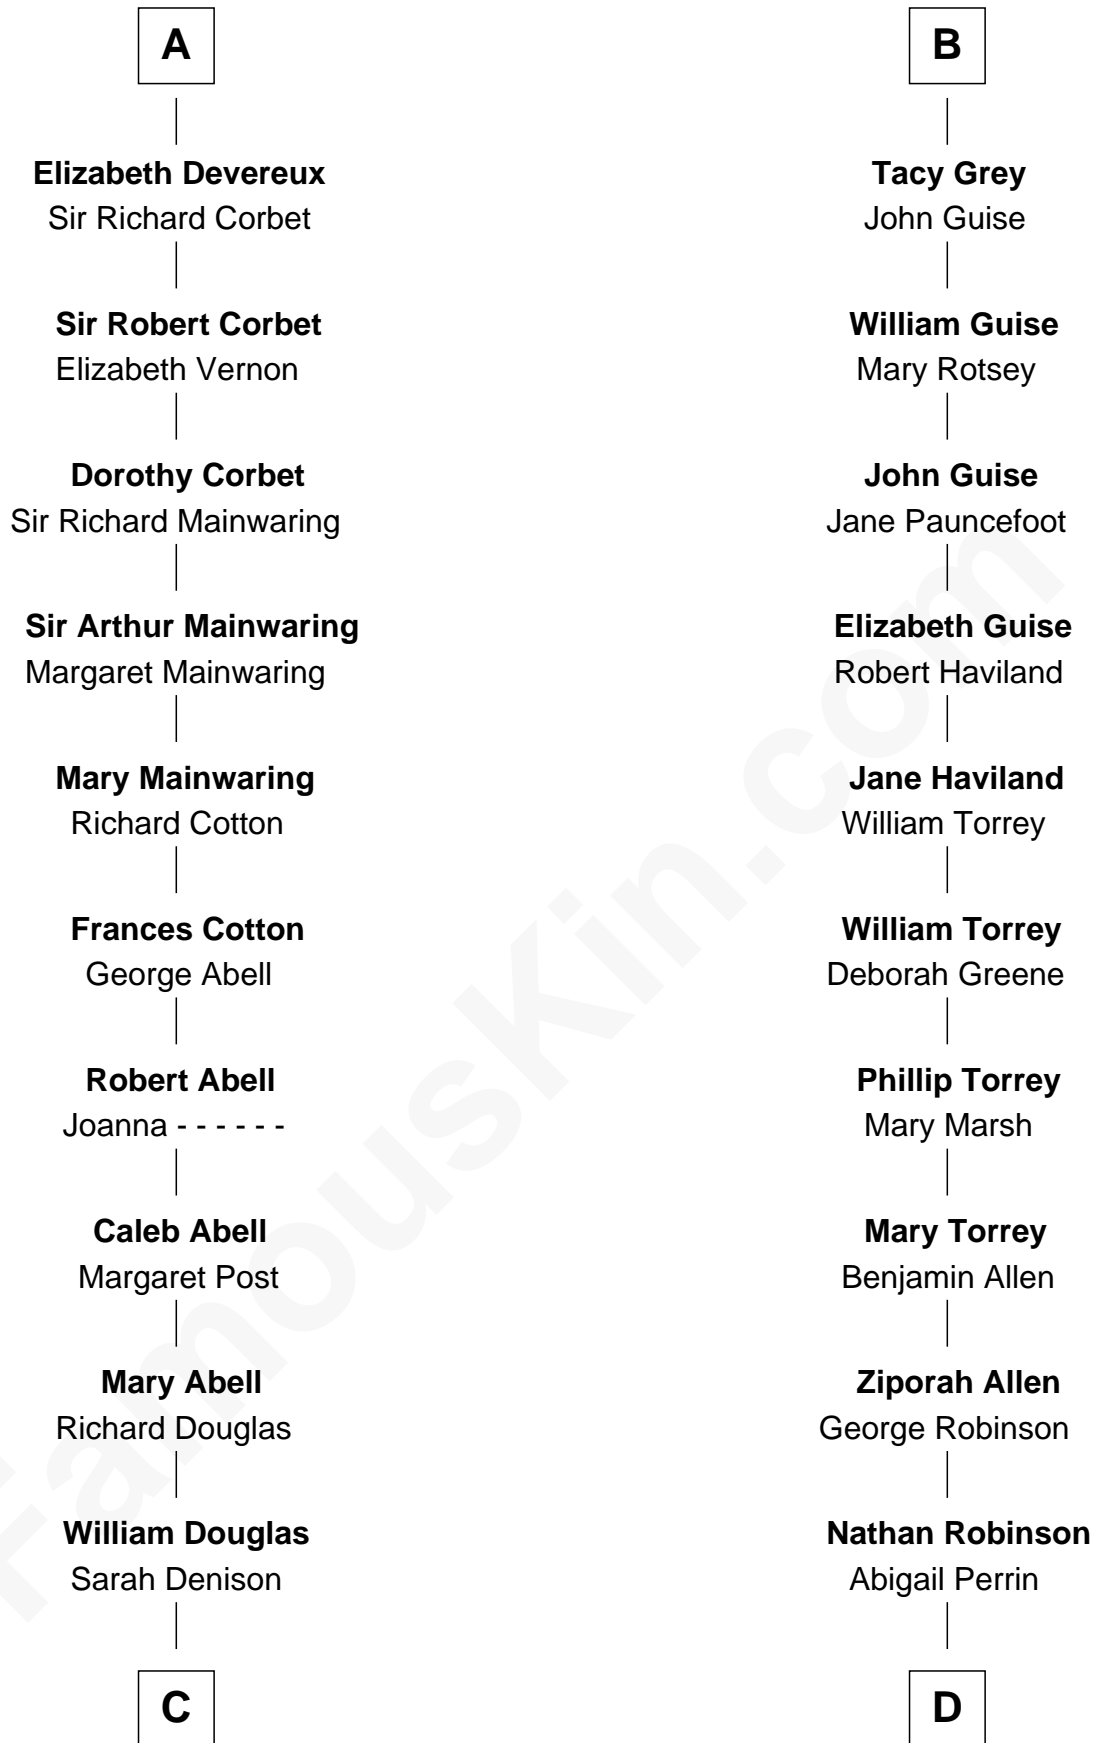 A
Elizabeth Devereux
Sir Richard Corbet
Sir Robert Corbet
Elizabeth Vernon
Dorothy Corbet
Sir Richard Mainwaring
Sir Arthur Mainwaring
Margaret Mainwaring
Mary Mainwaring
Richard Cotton
Frances Cotton
George Abell
Robert Abell
Joanna - - - - - -
Caleb Abell
Margaret Post
Mary Abell
Richard Douglas
William Douglas
Sarah Denison
C
B
Tacy Grey
John Guise
William Guise
Mary Rotsey
John Guise
Jane Pauncefoot
Elizabeth Guise
Robert Haviland
Jane Haviland
William Torrey
William Torrey
Deborah Greene
Phillip Torrey
Mary Marsh
Mary Torrey
Benjamin Allen
Ziporah Allen
George Robinson
Nathan Robinson
Abigail Perrin
D
FamousKin.com